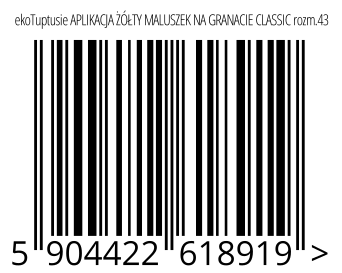 ekoTuptusie APLIKACJA ŻÓŁTY MALUSZEK NA GRANACIE CLASSIC rozm.43
5 904422 618919 >